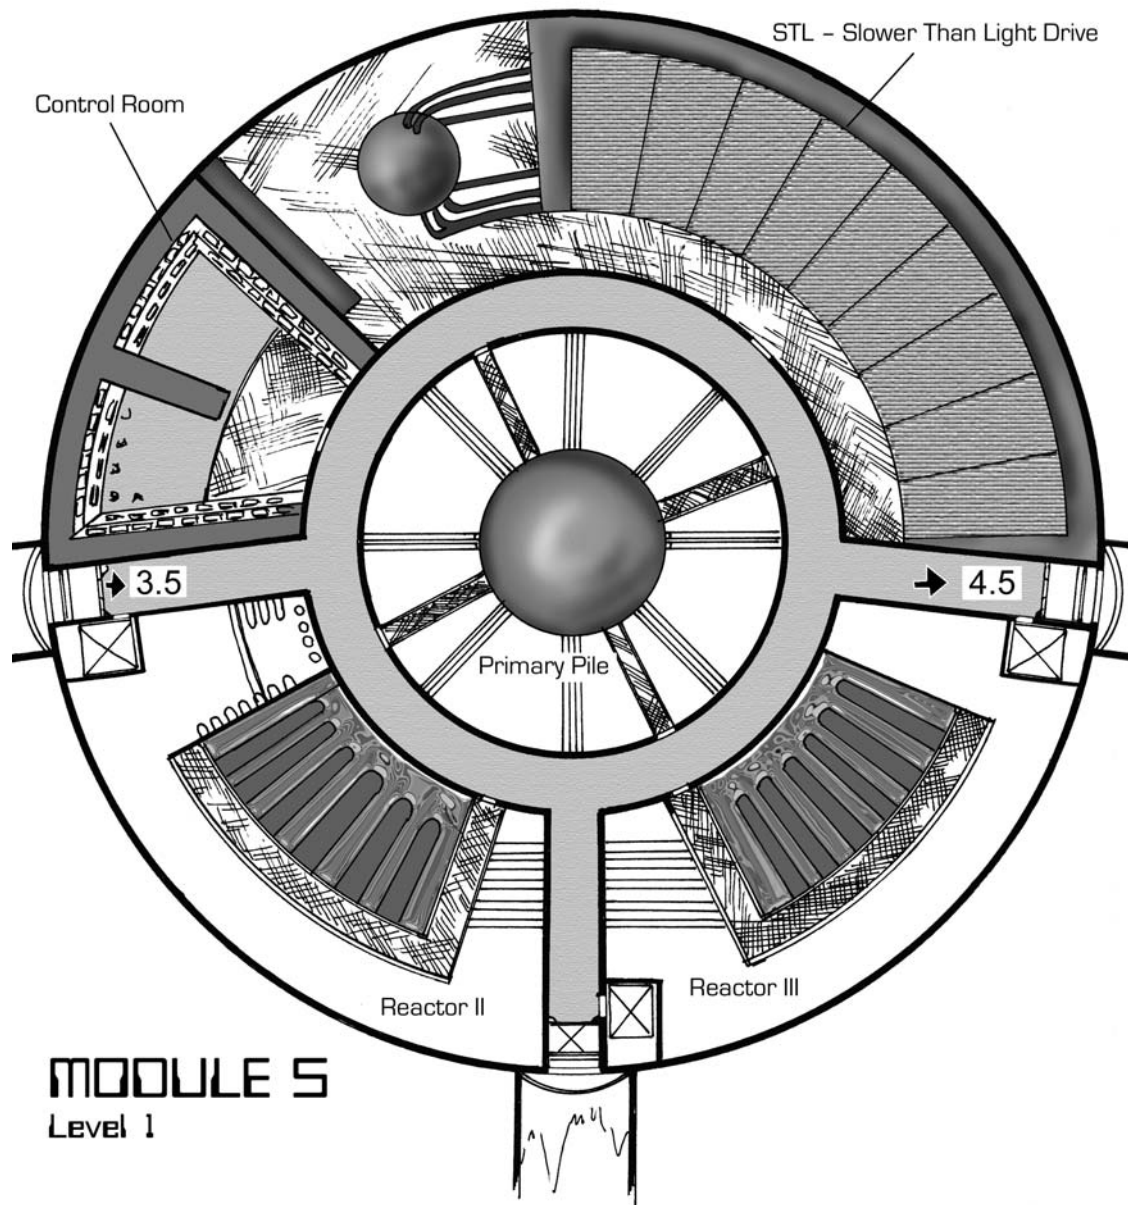 STL – Slower Than Light Drive
Control Room
3.5
4.5
Primary Pile
Reactor II
Reactor III
MODULE 5
Level 1